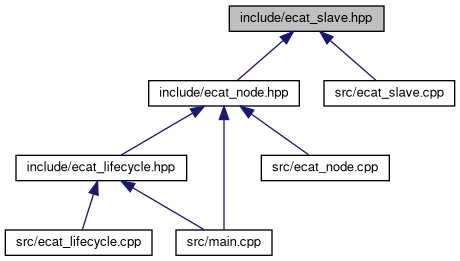 include/ecat_slave.hpp
include/ecat_node.hpp
src/ecat_slave.cpp
include/ecat_lifecycle.hpp
src/ecat_node.cpp
src/ecat_lifecycle.cpp
src/main.cpp